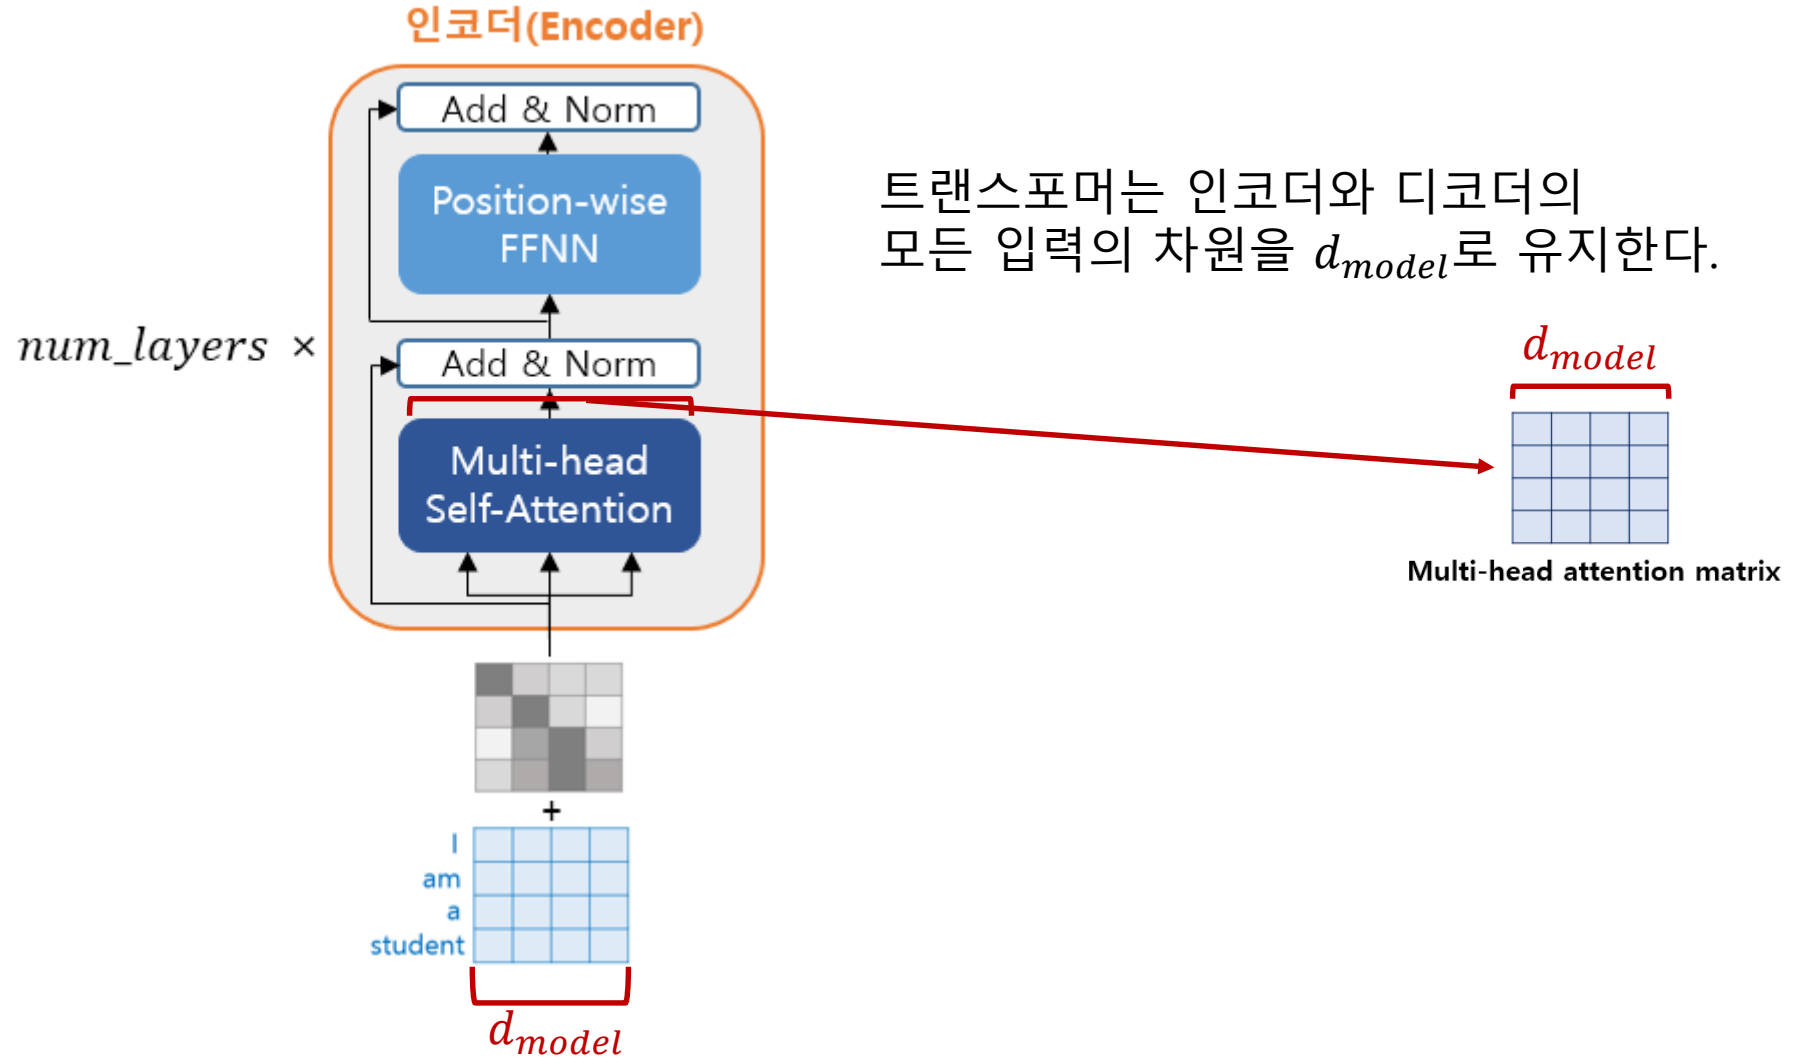 인코더(Encoder)
Add & Norm
Position-wise
FFNN
트랜스포머는 인코더와 디코더의
모든 입력의 차원을 d_model로 유지한다.
num_layers ×
Add & Norm
d_model
Multi-head
Self-Attention
Multi-head attention matrix
+
I
am
a
student
d_model